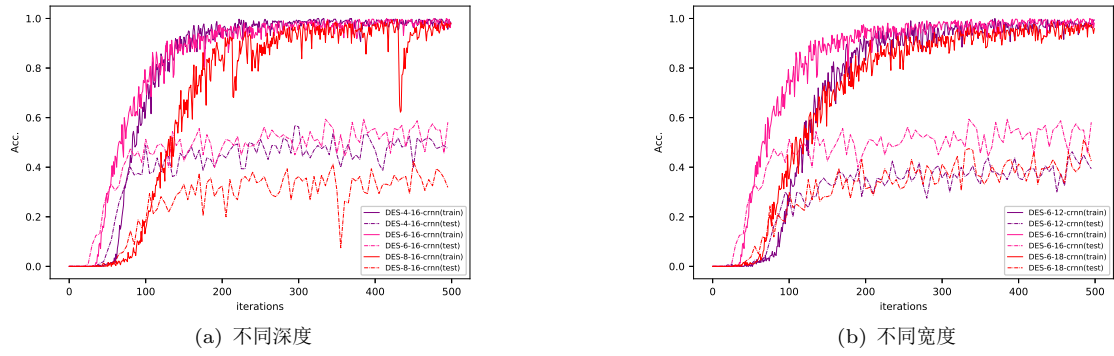 1.0
0.8
0.6
0.4
0.2
0.0
Acc.
0
100
200
300
400
500
iterations
DES-4-16-crnn(train)
DES-4-16-crnn(test)
DES-6-16-crnn(train)
DES-6-16-crnn(test)
DES-8-16-crnn(train)
DES-8-16-crnn(test)
(a) 不同深度
1.0
0.8
0.6
0.4
0.2
0.0
Acc.
0
100
200
300
400
500
iterations
DES-6-12-crnn(train)
DES-6-12-crnn(test)
DES-6-16-crnn(train)
DES-6-16-crnn(test)
DES-6-18-crnn(train)
DES-6-18-crnn(test)
(b) 不同宽度